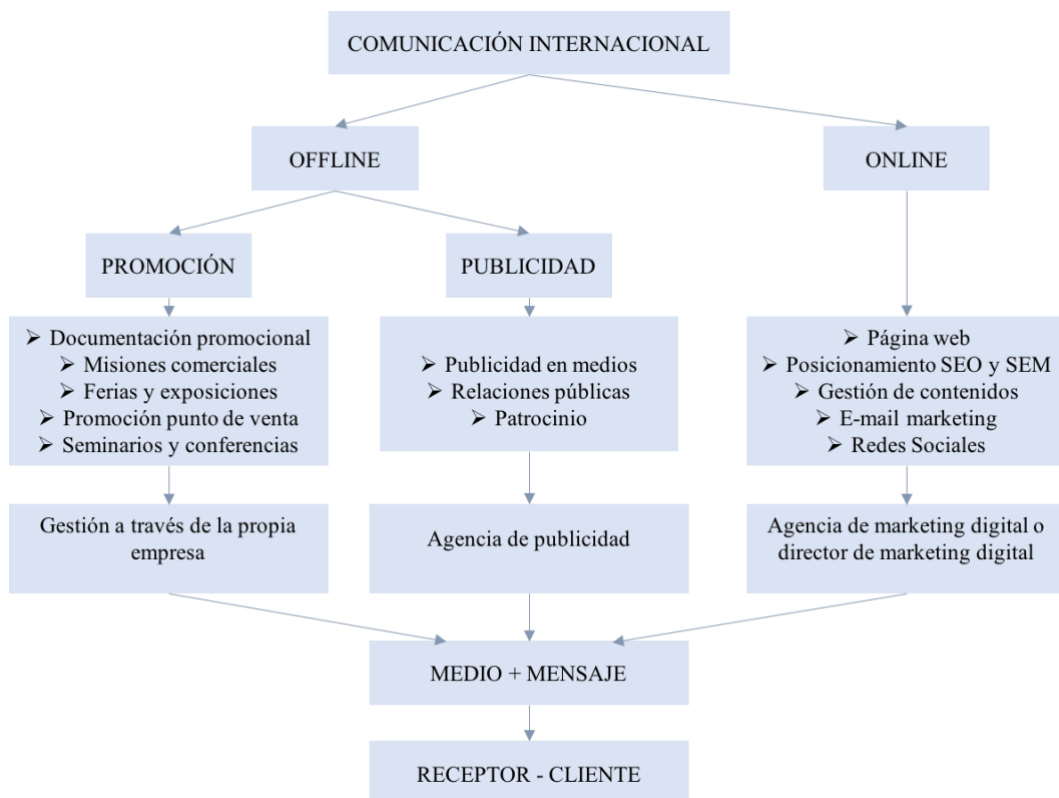 COMUNICACIÓN INTERNACIONAL
OFFLINE
ONLINE
PROMOCIÓN
PUBLICIDAD
➢ Documentación promocional
➢ Misiones comerciales
➢ Ferias y exposiciones
➢ Promoción punto de venta
➢ Seminarios y conferencias
➢ Publicidad en medios
➢ Relaciones públicas
➢ Patrocinio
➢ Página web
➢ Posicionamiento SEO y SEM
➢ Gestión de contenidos
➢ E-mail marketing
➢ Redes Sociales
Gestión a través de la propia
empresa
Agencia de publicidad
Agencia de marketing digital o
director de marketing digital
MEDIO + MENSAJE
RECEPTOR - CLIENTE